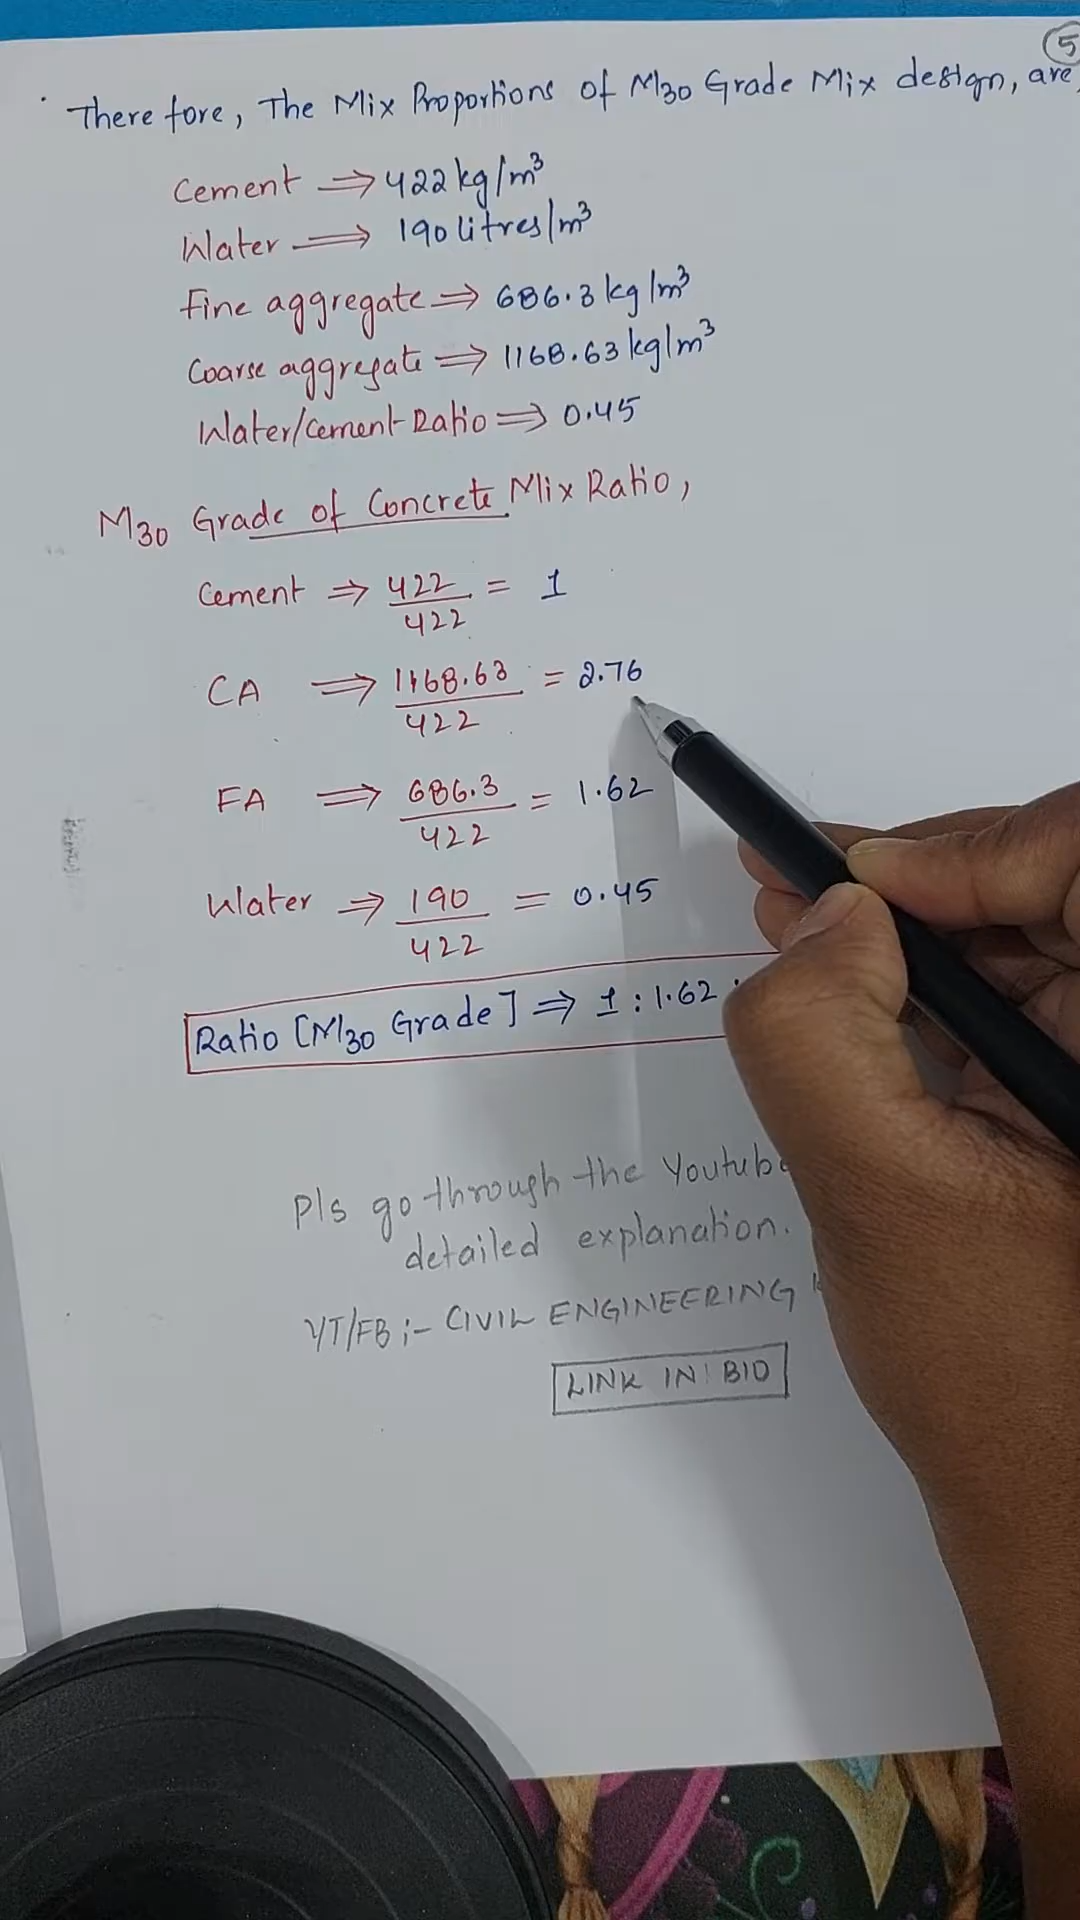 5
Therefore, The Mix Proportions of M30 Grade Mix design, are,
Cement ⇒ 422 kg/m³
Water ⇒ 190 litres/m³
Fine aggregate ⇒ 686.3 kg/m³
Coarse aggregate ⇒ 1168.63 kg/m³
Water/Cement Ratio ⇒ 0.45
M30 Grade of Concrete Mix Ratio,
Cement ⇒ 422/422 = 1
CA ⇒ 1168.63/422 = 2.76
FA ⇒ 686.3/422 = 1.62
Water ⇒ 190/422 = 0.45
Ratio [M30 Grade] ⇒ 1 : 1.62 :
Pls go through the Youtube
detailed explanation.
YT/FB :- CIVIL ENGINEERING
LINK IN BIO